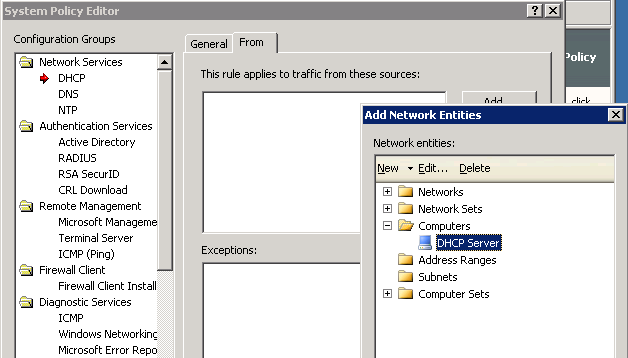 System Policy Editor
Configuration Groups
Network Services
DHCP
DNS
NTP
Authentication Services
Active Directory
RADIUS
RSA SecurID
CRL Download
Remote Management
Microsoft Manageme
Terminal Server
ICMP (Ping)
Firewall Client
Firewall Client Install
Diagnostic Services
ICMP
Windows Networking
Microsoft Error Repo
General
From
This rule applies to traffic from these sources:
Add
Exceptions:
Policy
click
Add Network Entities
Network entities:
New Edit... Delete
Networks
Network Sets
Computers
DHCP Server
Address Ranges
Subnets
Computer Sets